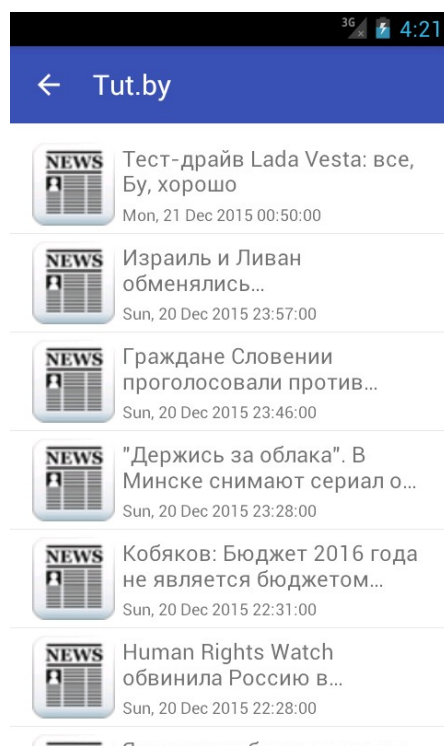 3G 4:21
Tut.by
NEWS
Тест-драйв Lada Vesta: все,
Бу, хорошо
Mon, 21 Dec 2015 00:50:00
NEWS
Израиль и Ливан
обменялись...
Sun, 20 Dec 2015 23:57:00
NEWS
Граждане Словении
проголосовали против...
Sun, 20 Dec 2015 23:46:00
NEWS
"Держись за облака". В
Минске снимают сериал о...
Sun, 20 Dec 2015 23:28:00
NEWS
Кобяков: Бюджет 2016 года
не является бюджетом...
Sun, 20 Dec 2015 22:31:00
NEWS
Human Rights Watch
обвинила Россию в...
Sun, 20 Dec 2015 22:28:00